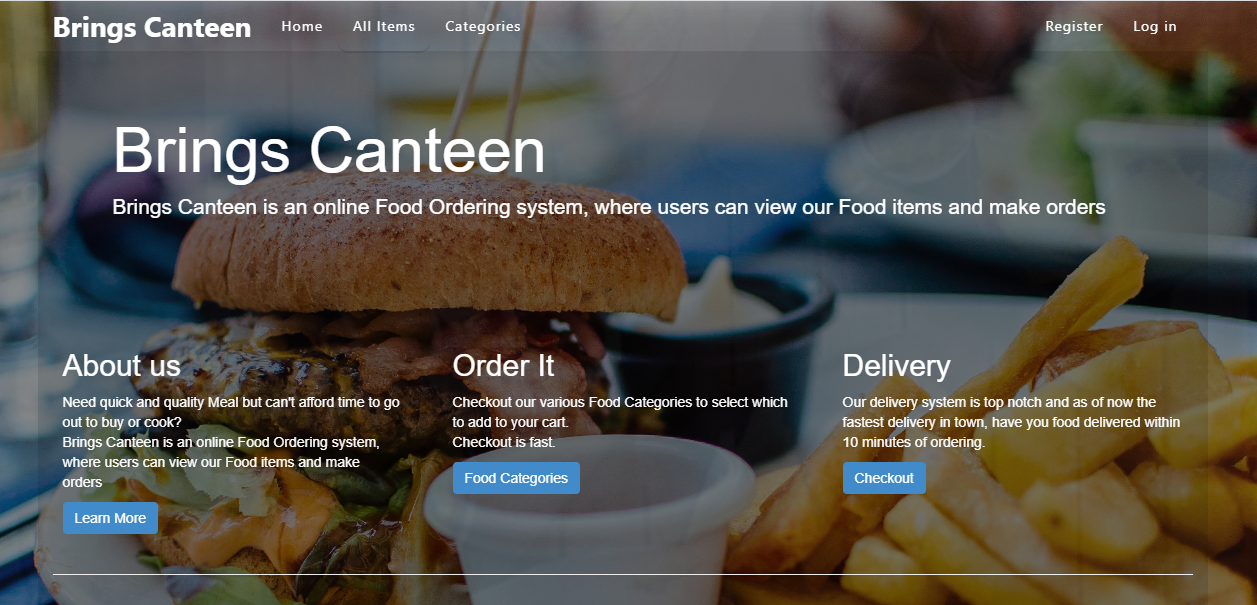 Brings Canteen Home All Items Categories Register Log in
Brings Canteen
Brings Canteen is an online Food Ordering system, where users can view our Food items and make orders
About us
Need quick and quality Meal but can't afford time to go
out to buy or cook?
Brings Canteen is an online Food Ordering system,
where users can view our Food items and make
orders
Learn More
Order It
Checkout our various Food Categories to select which
to add to your cart.
Checkout is fast.
Food Categories
Delivery
Our delivery system is top notch and as of now the
fastest delivery in town, have you food delivered within
10 minutes of ordering.
Checkout